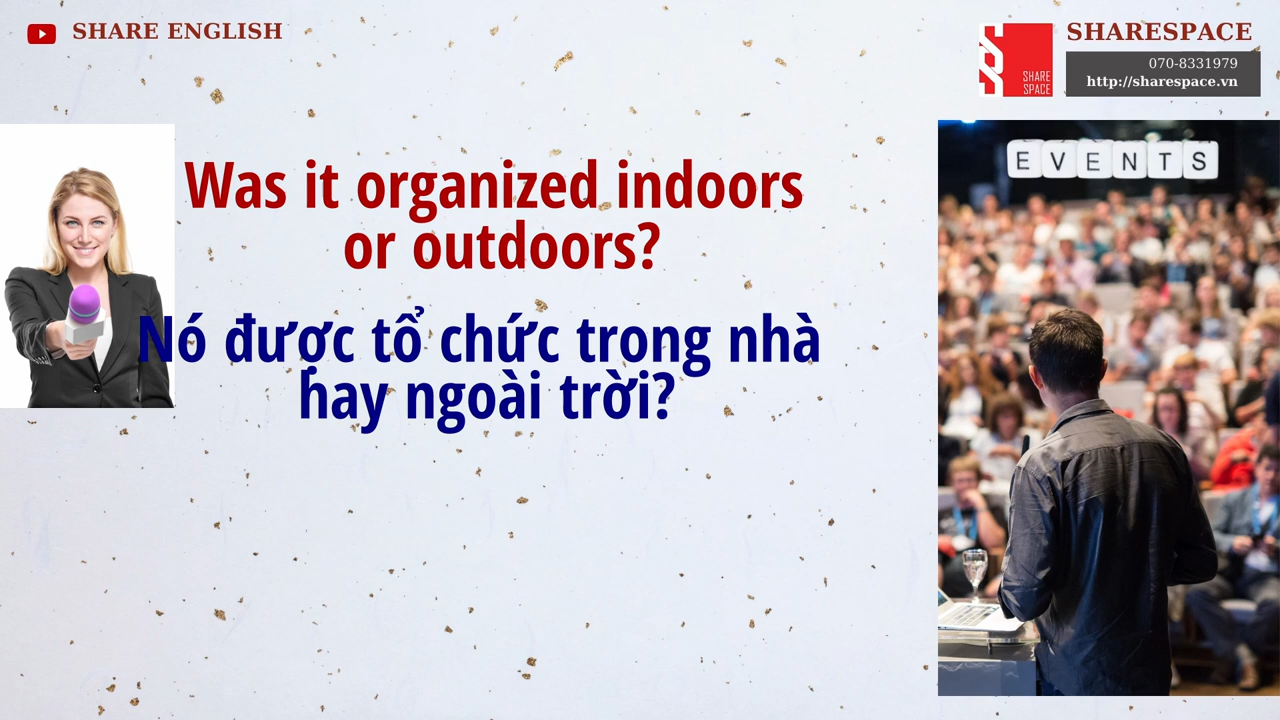 SHARE ENGLISH
SHARE SPACE
SHARESPACE
070-8331979
http://sharespace.vn
EVENTS
Was it organized indoors
or outdoors?
Nó được tổ chức trong nhà
hay ngoài trời?